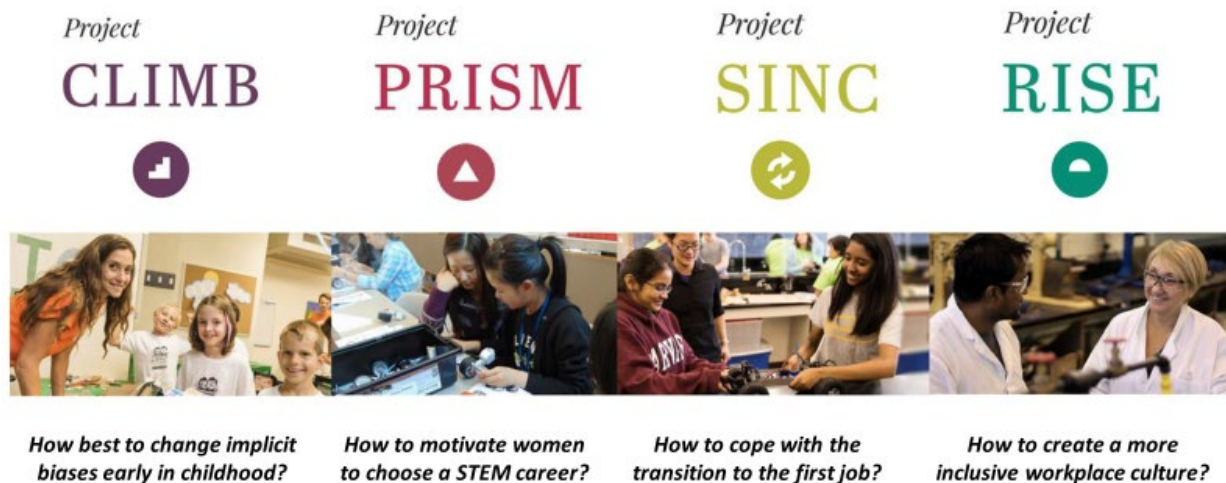 Project
CLIMB
Project
PRISM
Project
SINC
Project
RISE
How best to change implicit
biases early in childhood?
How to motivate women
to choose a STEM career?
How to cope with the
transition to the first job?
How to create a more
inclusive workplace culture?